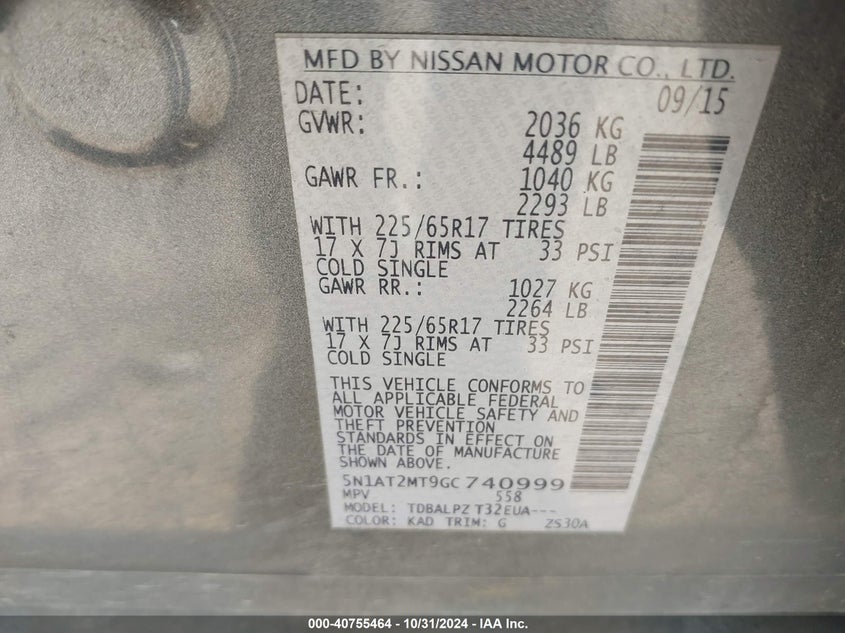 MFD BY NISSAN MOTOR CO., LTD.
DATE: 09/15
GVWR: 2036 KG
4489 LB
GAWR FR.: 1040 KG
2293 LB
WITH 225/65R17 TIRES
17 X 7J RIMS AT 33 PSI
COLD SINGLE
GAWR RR.: 1027 KG
2264 LB
WITH 225/65R17 TIRES
17 X 7J RIMS AT 33 PSI
COLD SINGLE
THIS VEHICLE CONFORMS TO
ALL APPLICABLE FEDERAL
MOTOR VEHICLE SAFETY AND
THEFT PREVENTION
STANDARDS IN EFFECT ON
THE DATE OF MANUFACTURE
SHOWN ABOVE.
5N1AT2MT9GC740999
MPV 558
MODEL: TDBALPZ T32EUA---
COLOR: KAD TRIM: G ZS30A
000-40755464 - 10/31/2024 - IAA Inc.